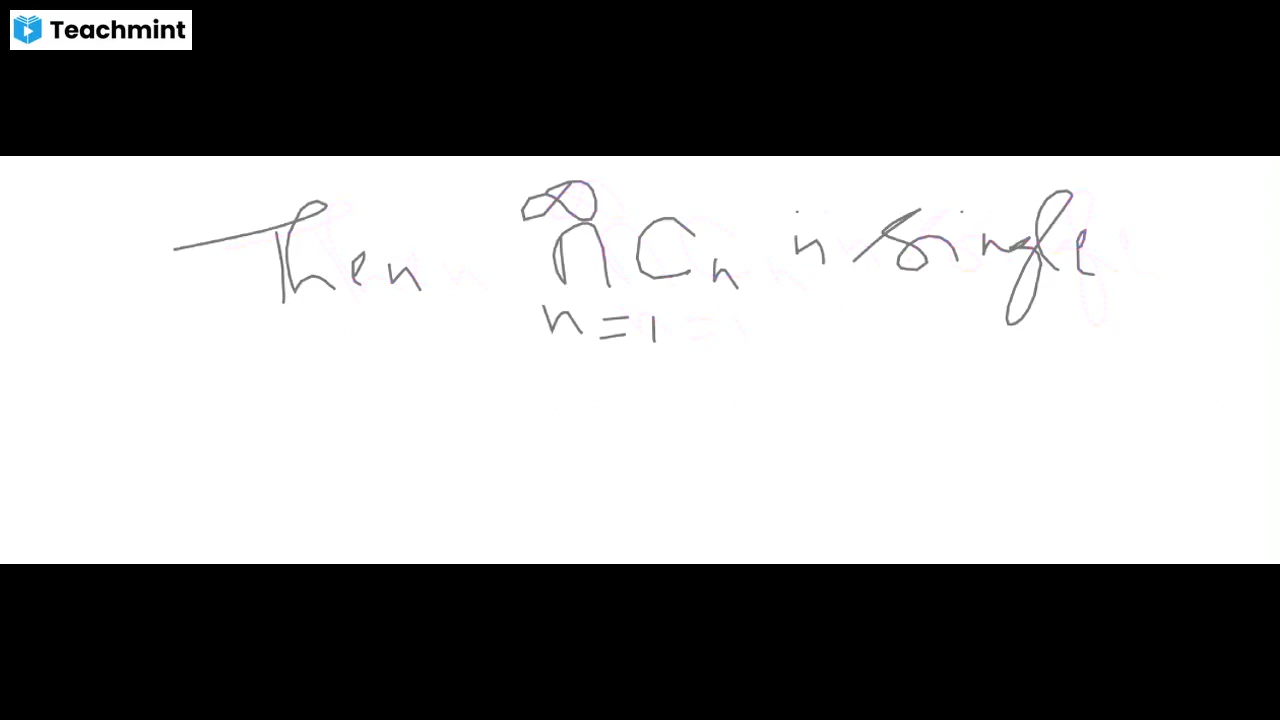 Teachmint
Then ∞∩n=1 Cn is single